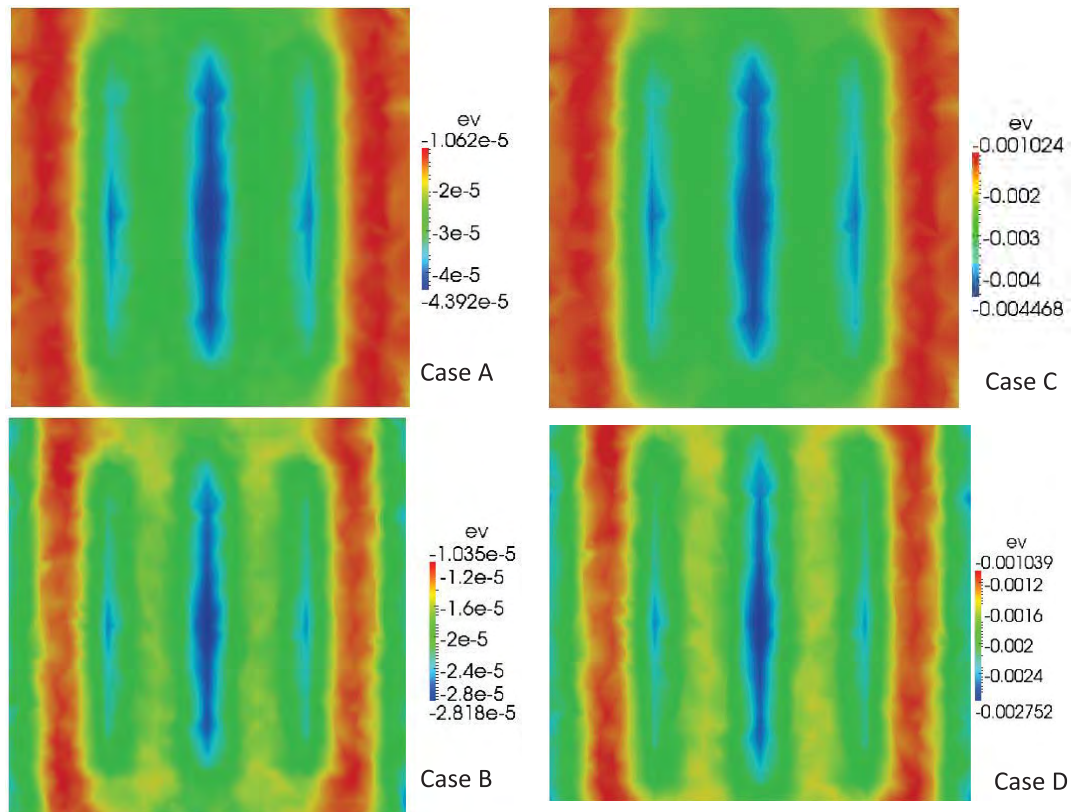 ev
-1.062e-5
-2e-5
-3e-5
-4e-5
-4.392e-5
Case A
ev
-0.001024
-0.002
-0.003
-0.004
-0.004468
Case C
ev
-1.035e-5
-1.2e-5
-1.6e-5
-2e-5
-2.4e-5
-2.8e-5
-2.818e-5
Case B
ev
-0.001039
-0.0012
-0.0016
-0.002
-0.0024
-0.002752
Case D